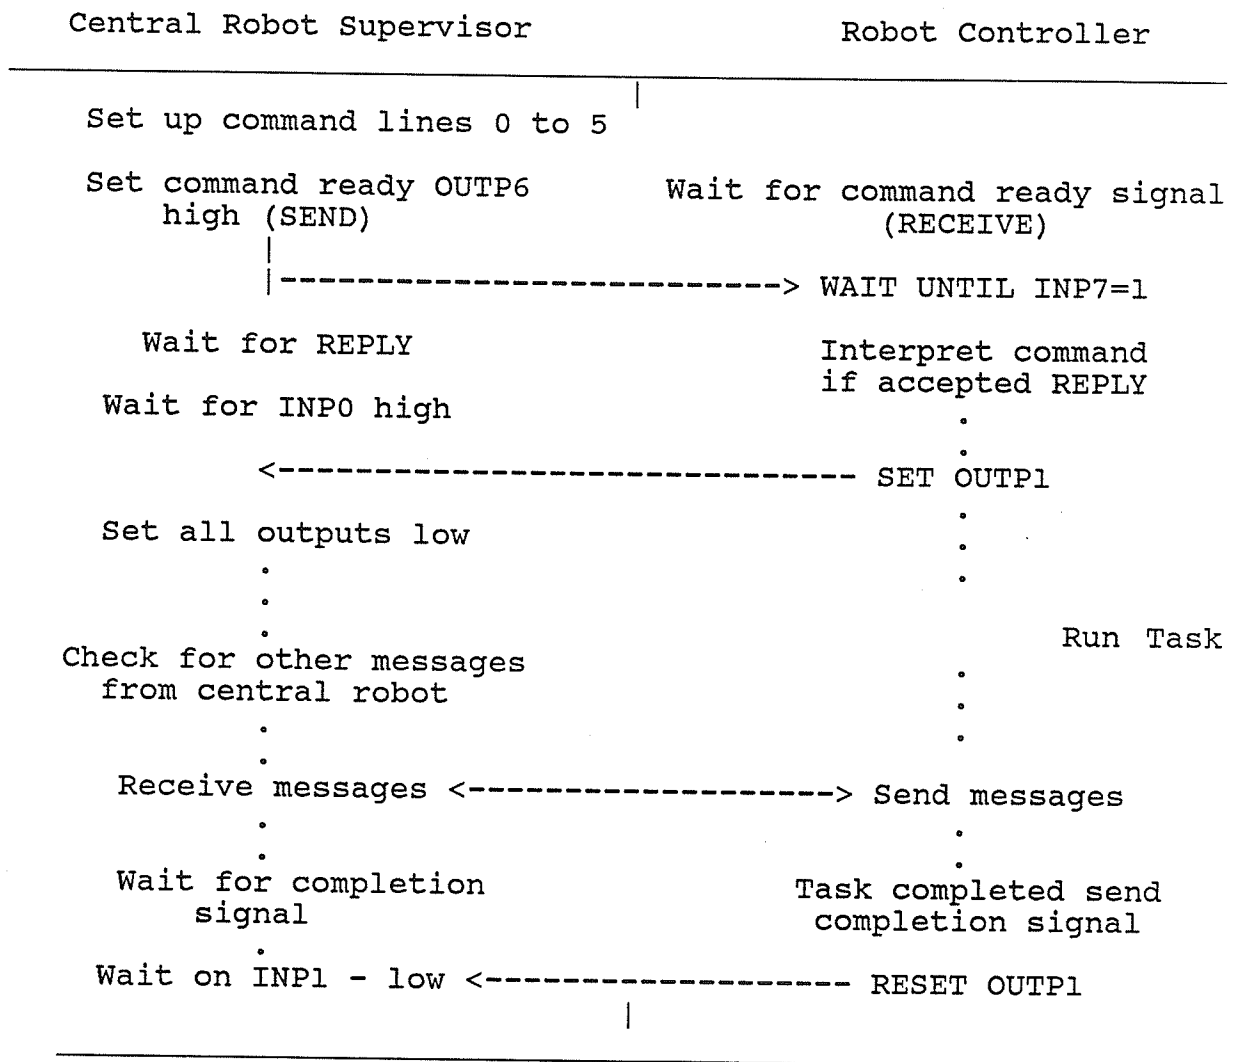 Central Robot Supervisor
Robot Controller
Set up command lines 0 to 5
Set command ready OUTP6
high (SEND)
Wait for command ready signal
(RECEIVE)
|---------------------------> WAIT UNTIL INP7=1
Wait for REPLY
Interpret command
if accepted REPLY
Wait for INP0 high
<------------------------------- SET OUTP1
Set all outputs low
Run Task
Check for other messages
from central robot
Receive messages <--------------------> Send messages
Wait for completion
signal
Task completed send
completion signal
Wait on INP1 - low <-------------------- RESET OUTP1